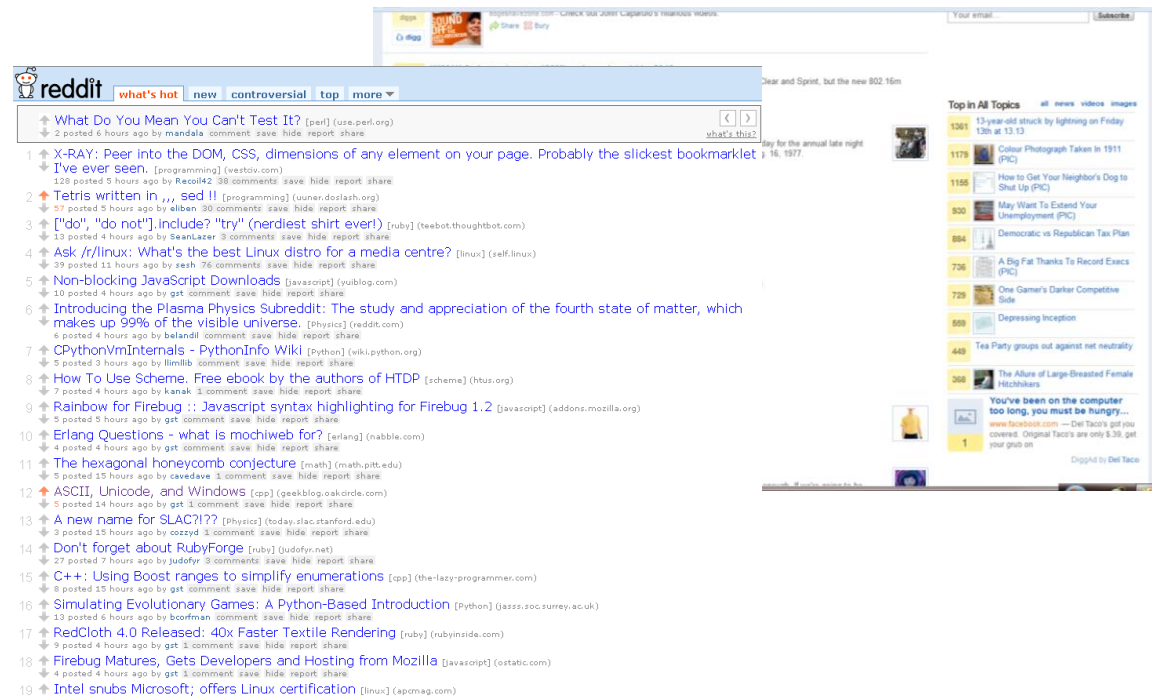 diggs
digg
SOUND
OFF
Check out John Caparulo's hilarious videos.
Share Bury
Your email...
Subscribe
Clear and Sprint, but the new 802.16m
day for the annual late night
16, 1977.
Top in All Topics all news videos images
1361 13-year-old struck by lightning on Friday
13th at 13.13
1179 Colour Photograph Taken In 1911
(PIC)
1155 How to Get Your Neighbor's Dog to
Shut Up (PIC)
930 May Want To Extend Your
Unemployment (PIC)
884 Democratic vs Republican Tax Plan
736 A Big Fat Thanks To Record Execs
(PIC)
729 One Gamer's Darker Competitive
Side
559 Depressing Inception
448 Tea Party groups out against net neutrality
368 The Allure of Large-Breasted Female
Hitchhikers
You've been on the computer
too long, you must be hungry...
www.facebook.com — Del Taco's got you
covered. Original Taco's are only $.39, get
your grub on
1
DiggAd by Del Taco
reddit what's hot new controversial top more
What Do You Mean You Can't Test It? [perl] (use.perl.org)
2 posted 6 hours ago by mandala comment save hide report share
what's this?
1 X-RAY: Peer into the DOM, CSS, dimensions of any element on your page. Probably the slickest bookmarklet
I've ever seen. [programming] (westciv.com)
128 posted 5 hours ago by Recoil42 38 comments save hide report share
2 Tetris written in ,,, sed !! [programming] (uuner.doslash.org)
57 posted 5 hours ago by eliben 30 comments save hide report share
3 ["do", "do not"].include? "try" (nerdiest shirt ever!) [ruby] (teebot.thoughtbot.com)
13 posted 4 hours ago by SeanLazer 3 comments save hide report share
4 Ask /r/linux: What's the best Linux distro for a media centre? [linux] (self.linux)
39 posted 11 hours ago by sesh 76 comments save hide report share
5 Non-blocking JavaScript Downloads [javascript] (yuiblog.com)
10 posted 4 hours ago by gst comment save hide report share
6 Introducing the Plasma Physics Subreddit: The study and appreciation of the fourth state of matter, which
makes up 99% of the visible universe. [Physics] (reddit.com)
6 posted 4 hours ago by belandil comment save hide report share
7 CPythonVmInternals - PythonInfo Wiki [Python] (wiki.python.org)
5 posted 3 hours ago by llimllib comment save hide report share
8 How To Use Scheme. Free ebook by the authors of HTDP [scheme] (htus.org)
7 posted 4 hours ago by kanak 1 comment save hide report share
9 Rainbow for Firebug :: Javascript syntax highlighting for Firebug 1.2 [javascript] (addons.mozilla.org)
5 posted 5 hours ago by gst comment save hide report share
10 Erlang Questions - what is mochiweb for? [erlang] (nabble.com)
4 posted 4 hours ago by gst comment save hide report share
11 The hexagonal honeycomb conjecture [math] (math.pitt.edu)
5 posted 15 hours ago by cavedave 1 comment save hide report share
12 ASCII, Unicode, and Windows [cpp] (geekblog.oakcircle.com)
5 posted 14 hours ago by gst 1 comment save hide report share
13 A new name for SLAC?!?? [Physics] (today.slac.stanford.edu)
3 posted 15 hours ago by cozzyd 1 comment save hide report share
14 Don't forget about RubyForge [ruby] (judofyr.net)
27 posted 7 hours ago by judofyr 3 comments save hide report share
15 C++: Using Boost ranges to simplify enumerations [cpp] (the-lazy-programmer.com)
8 posted 15 hours ago by gst comment save hide report share
16 Simulating Evolutionary Games: A Python-Based Introduction [Python] (jasss.soc.surrey.ac.uk)
13 posted 6 hours ago by bcorfman comment save hide report share
17 RedCloth 4.0 Released: 40x Faster Textile Rendering [ruby] (rubyinside.com)
9 posted 4 hours ago by gst 1 comment save hide report share
18 Firebug Matures, Gets Developers and Hosting from Mozilla [javascript] (ostatic.com)
4 posted 4 hours ago by gst 1 comment save hide report share
19 Intel snubs Microsoft; offers Linux certification [linux] (apcmag.com)